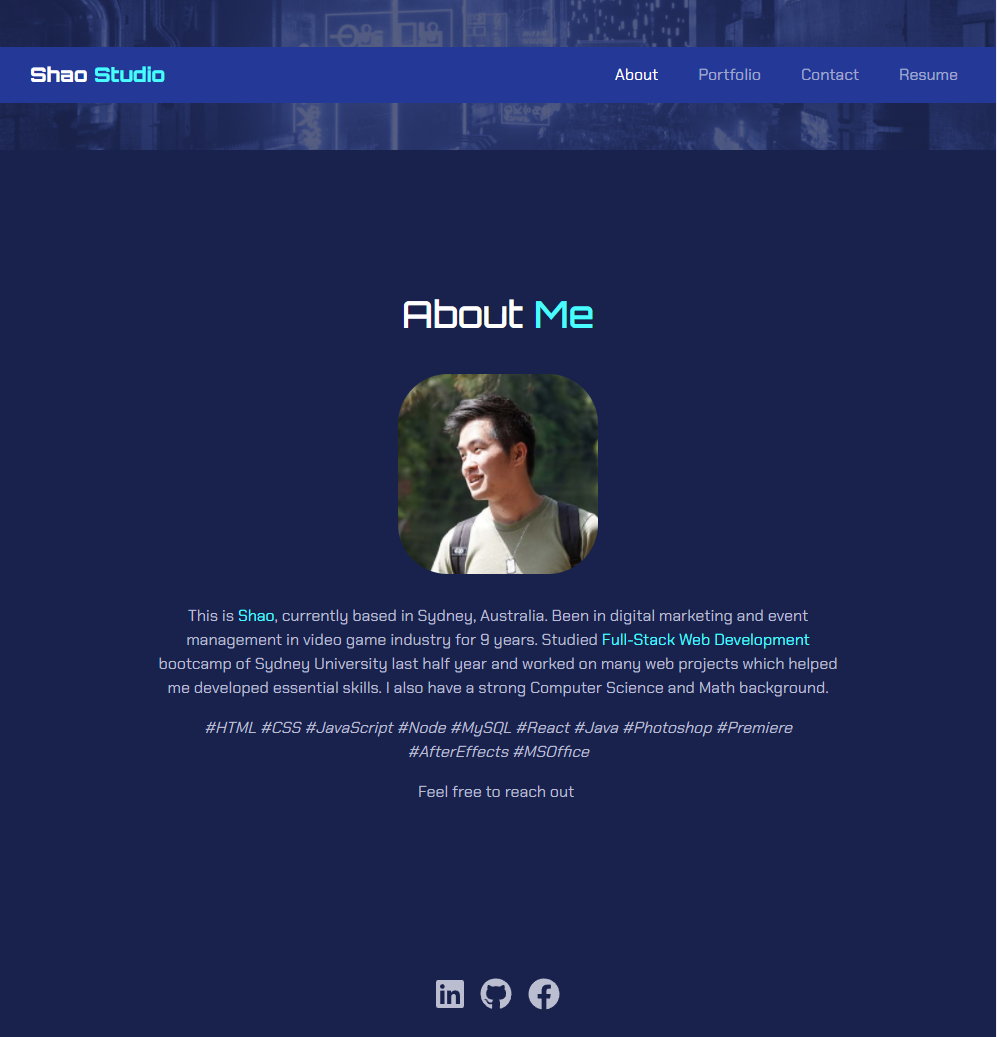 Shao Studio
About Portfolio Contact Resume
About Me
This is Shao, currently based in Sydney, Australia. Been in digital marketing and event
management in video game industry for 9 years. Studied Full-Stack Web Development
bootcamp of Sydney University last half year and worked on many web projects which helped
me developed essential skills. I also have a strong Computer Science and Math background.
#HTML #CSS #JavaScript #Node #MySQL #React #Java #Photoshop #Premiere
#AfterEffects #MSOffice
Feel free to reach out
in